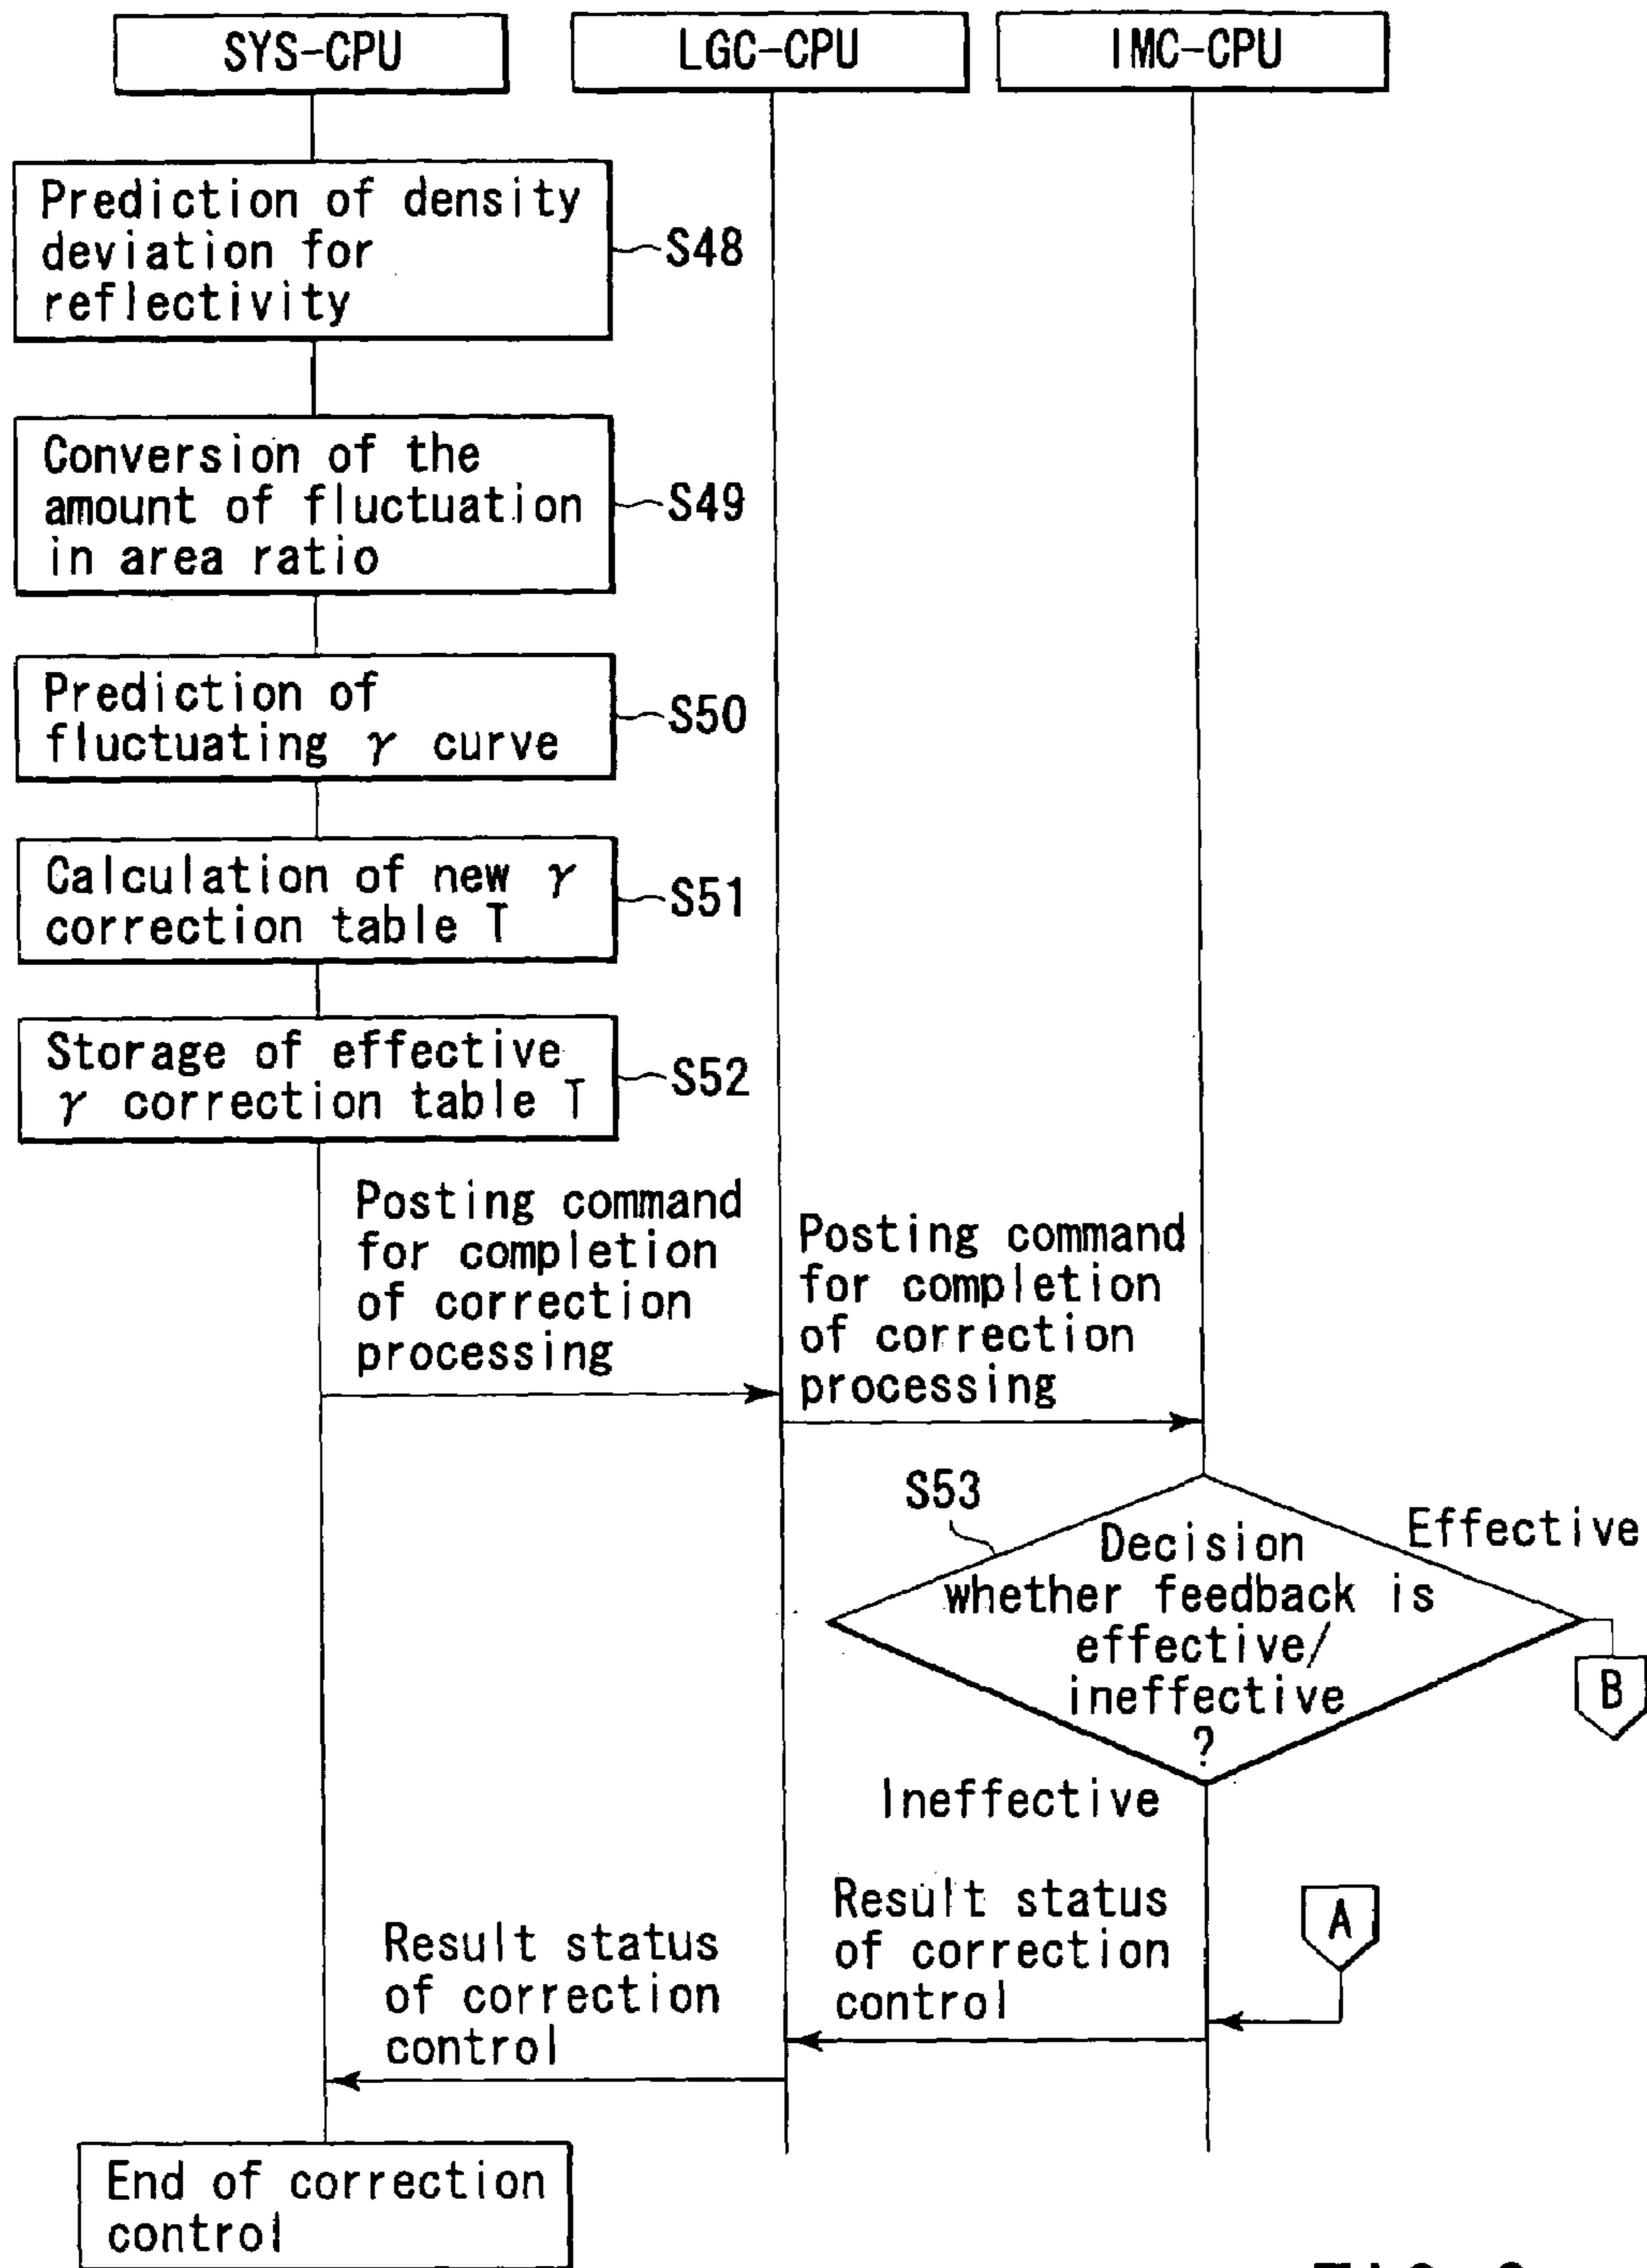 SYS-CPU
LGC-CPU
IMC-CPU
Prediction of density
deviation for
reflectivity
S48
Conversion of the
amount of fluctuation
in area ratio
S49
Prediction of
fluctuating γ curve
S50
Calculation of new γ
correction table T
S51
Storage of effective
γ correction table T
S52
Posting command
for completion
of correction
processing
Posting command
for completion
of correction
processing
S53
Decision
whether feedback is
effective/
ineffective
?
Effective
B
Ineffective
A
Result status
of correction
control
Result status
of correction
control
End of correction
control